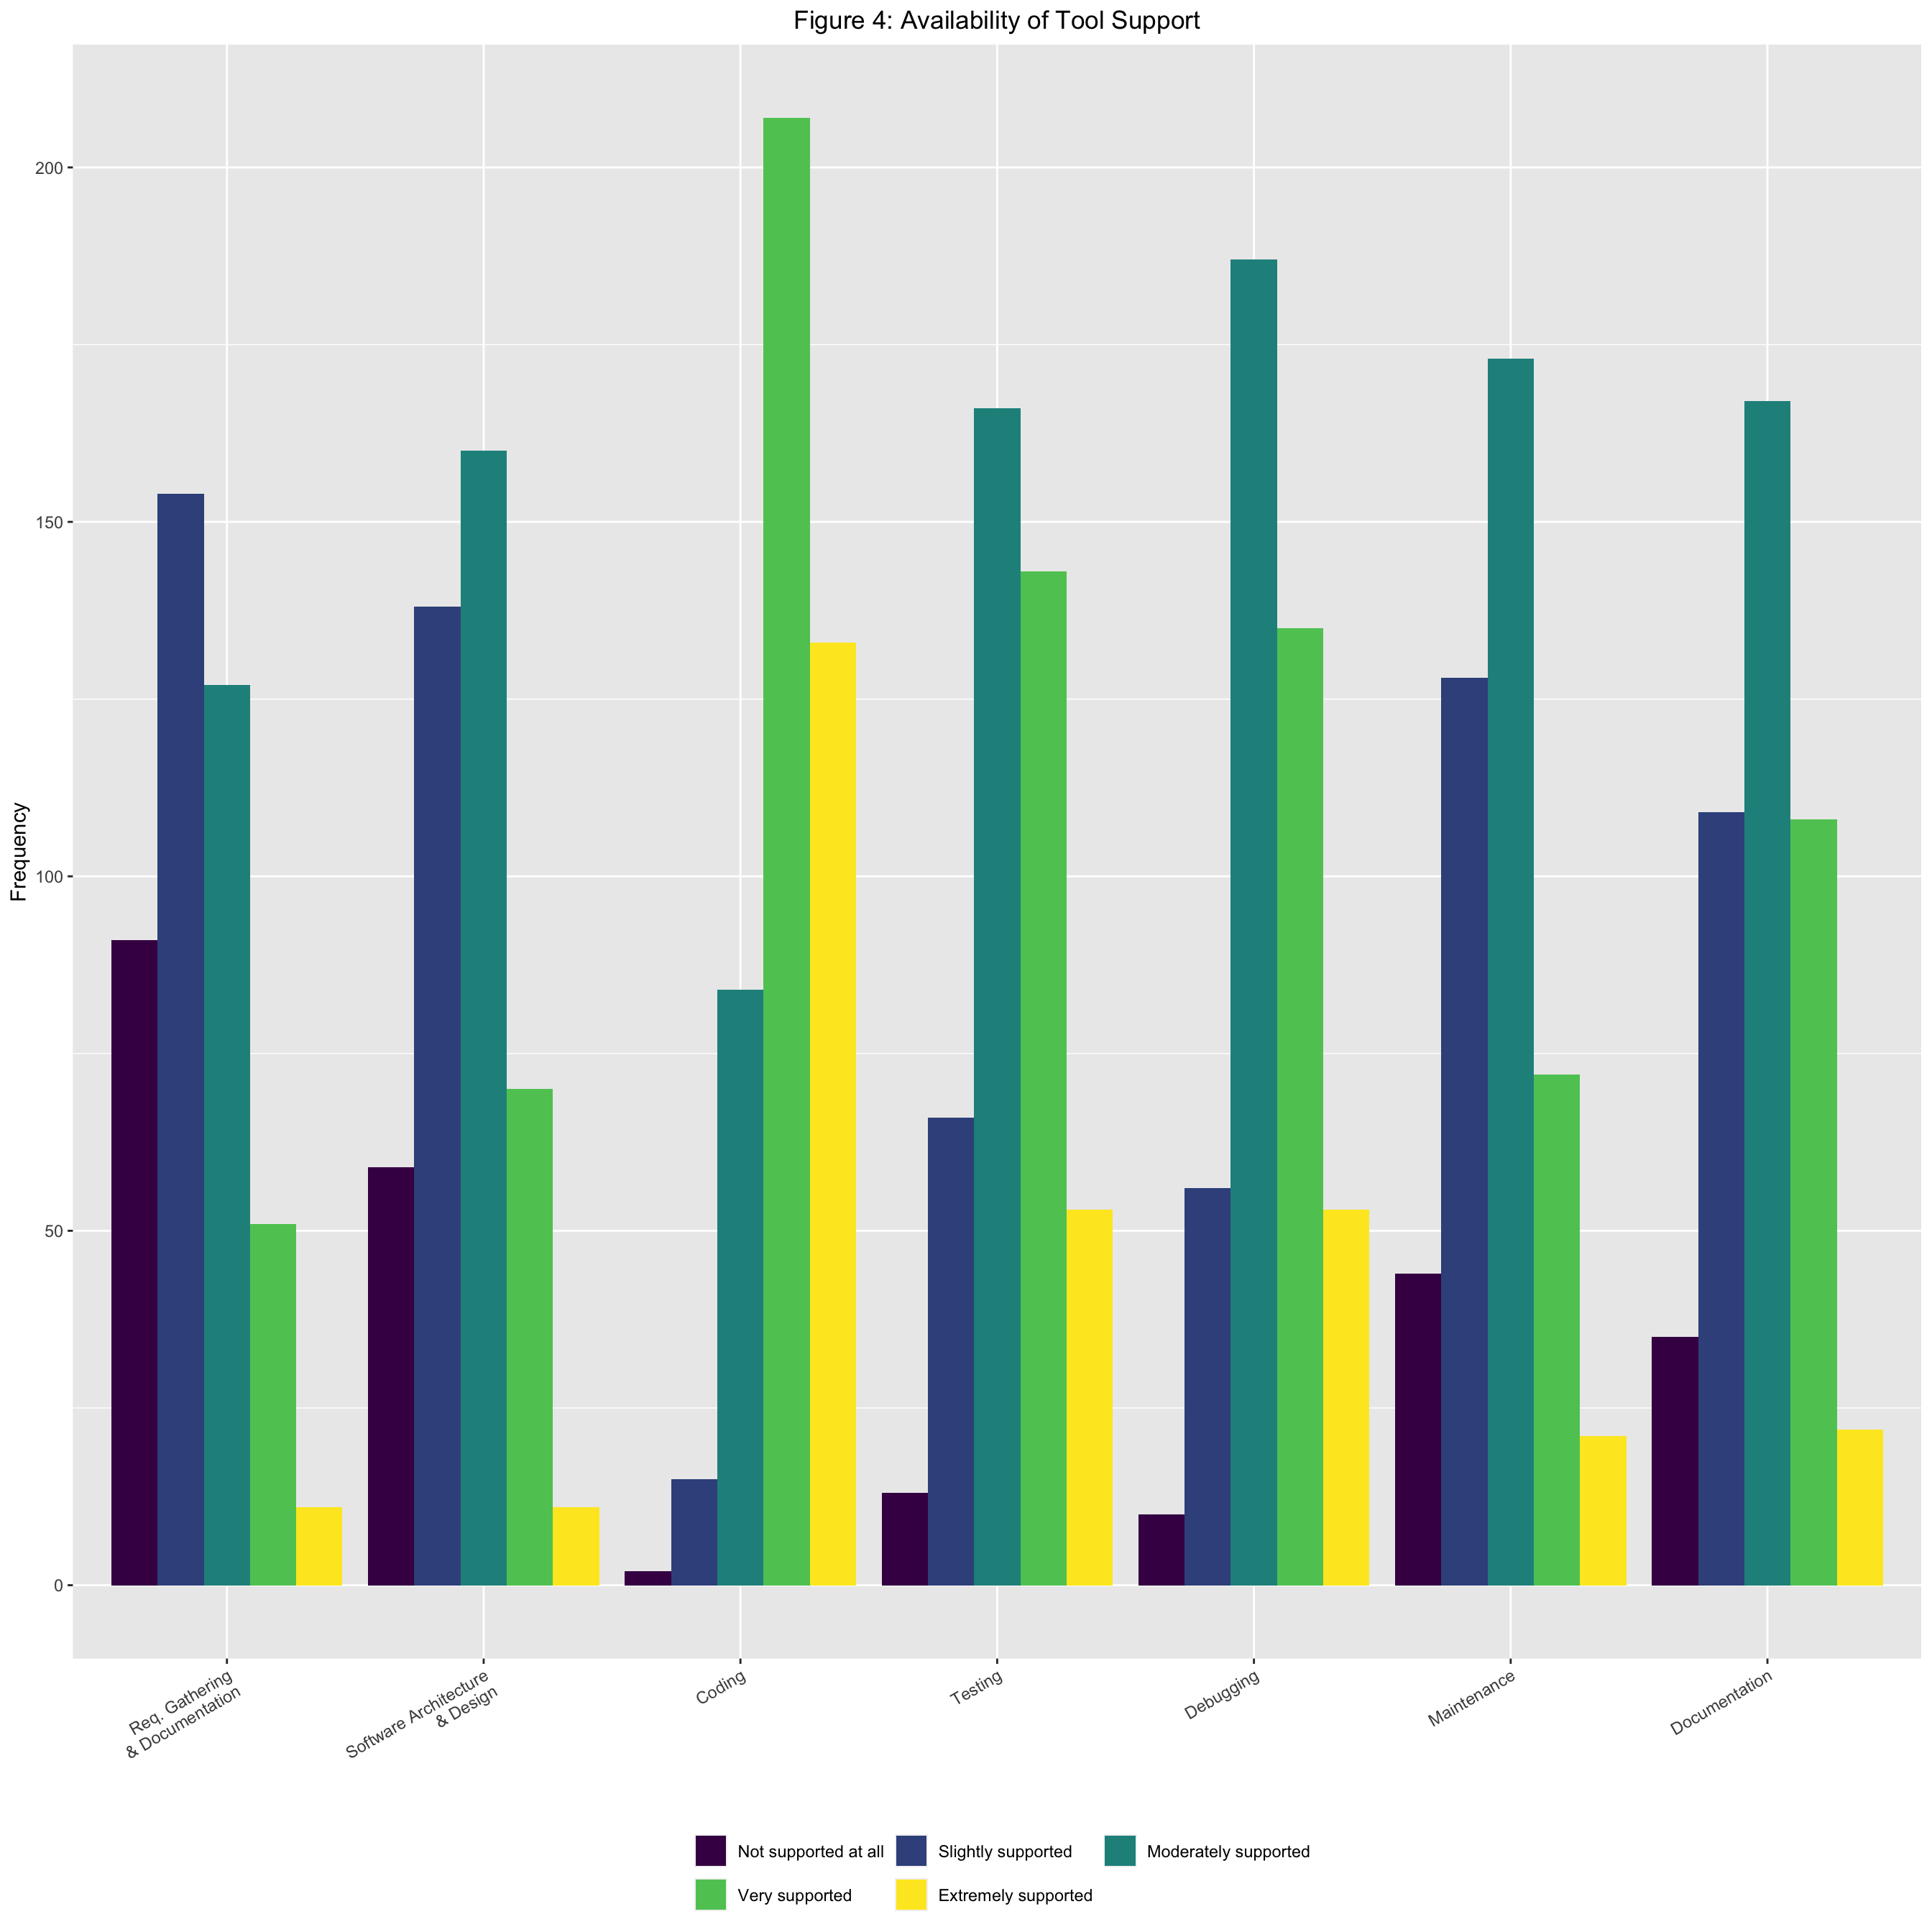 Figure 4: Availability of Tool Support
Frequency
200
150
100
50
0
Req. Gathering
& Documentation
Software Architecture
& Design
Coding
Testing
Debugging
Maintenance
Documentation
Not supported at all
Slightly supported
Moderately supported
Very supported
Extremely supported